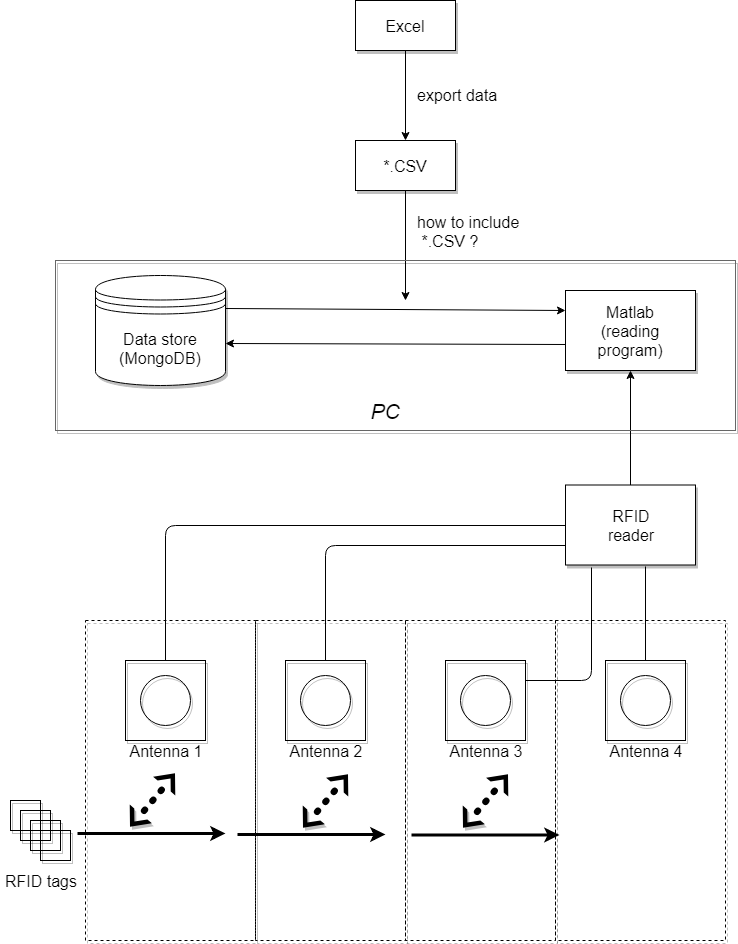 Excel
export data
*.CSV
how to include
*.CSV ?
Data store
(MongoDB)
Matlab
(reading
program)
PC
RFID
reader
Antenna 1
Antenna 2
Antenna 3
Antenna 4
RFID tags